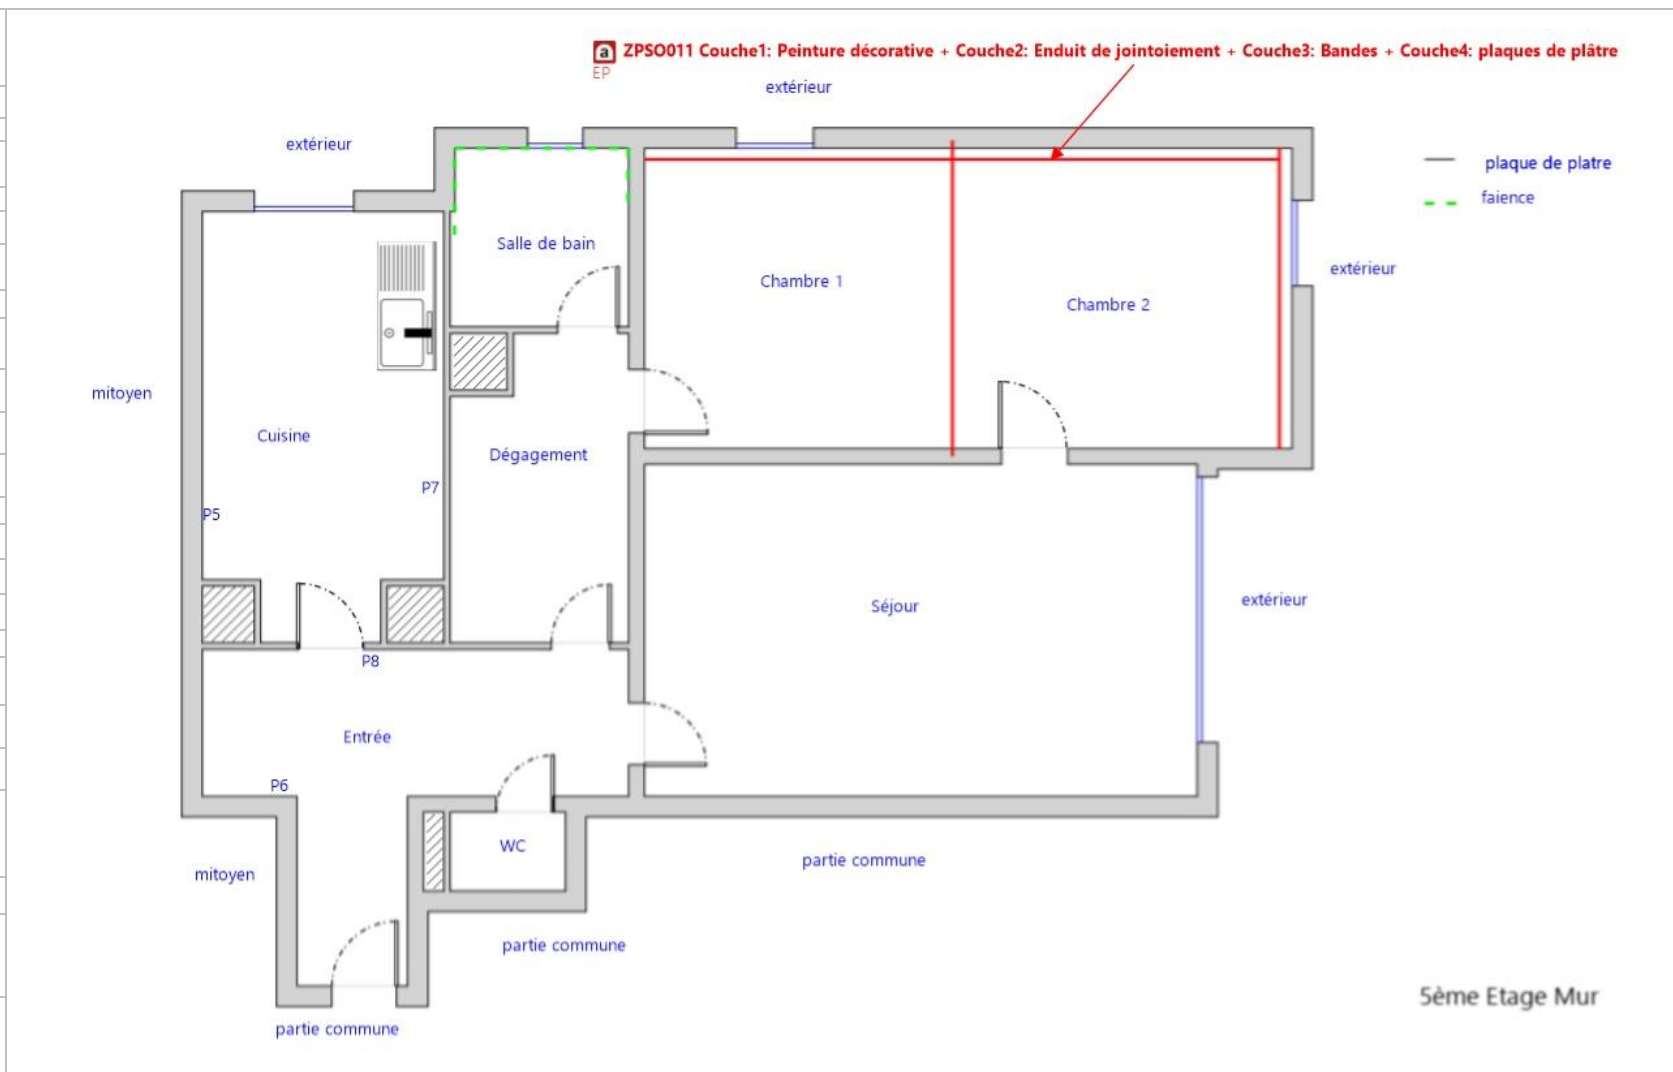 a ZPSO011 Couche1: Peinture décorative + Couche2: Enduit de jointoiement + Couche3: Bandes + Couche4: plaques de plâtre
EP
extérieur
extérieur
plaque de platre
faience
Salle de bain
extérieur
Chambre 1
Chambre 2
mitoyen
Cuisine
Dégagement
P7
P5
extérieur
Séjour
P8
Entrée
P6
WC
partie commune
mitoyen
partie commune
5ème Etage Mur
partie commune